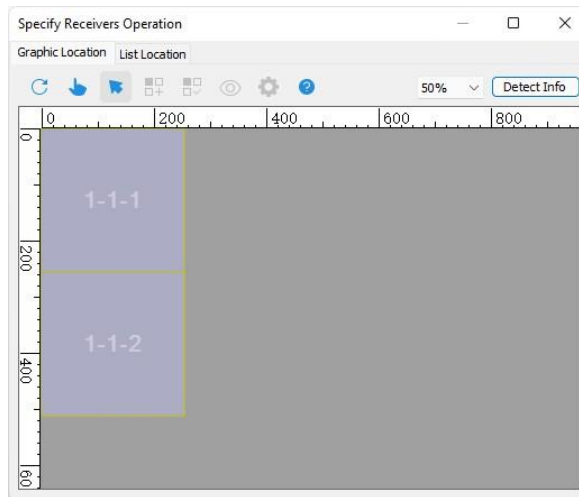 Specify Receivers Operation
Graphic Location List Location
50% Detect Info
0 200 400 600 800
0
1-1-1
200
1-1-2
400
60